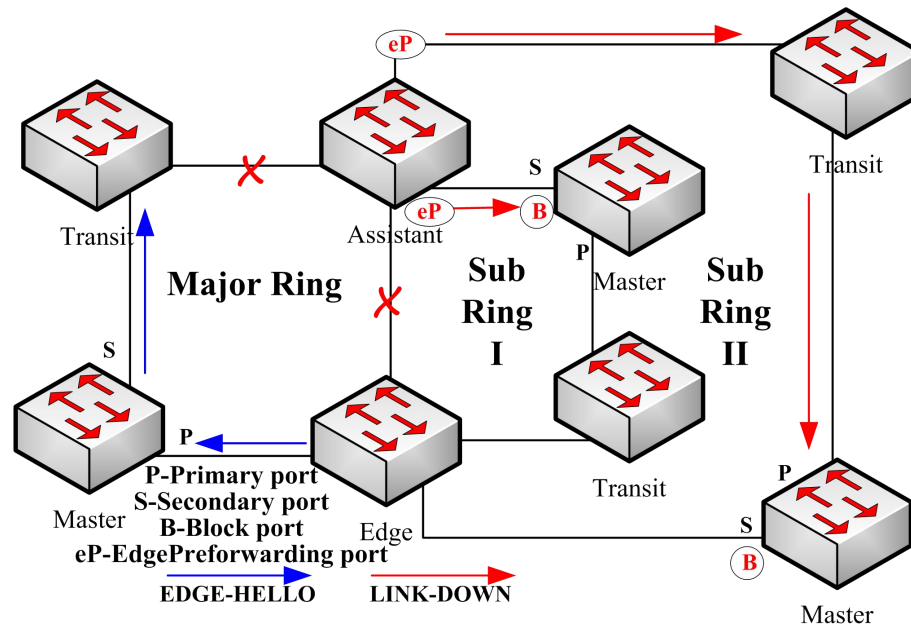 eP
Transit
S
Transit
Assistant
eP
B
P
Master
Major Ring
Sub
Ring
I
Sub
Ring
II
S
P
P-Primary port
S-Secondary port
B-Block port
eP-EdgePreforwarding port
Master
Edge
Transit
P
S
B
EDGE-HELLO
LINK-DOWN
Master